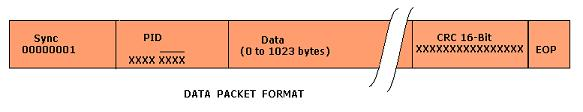 Sync
00000001
PID
XXXX XXXX
Data
(0 to 1023 bytes)
CRC 16-Bit
XXXXXXXXXXXXXXXX
EOP
DATA PACKET FORMAT